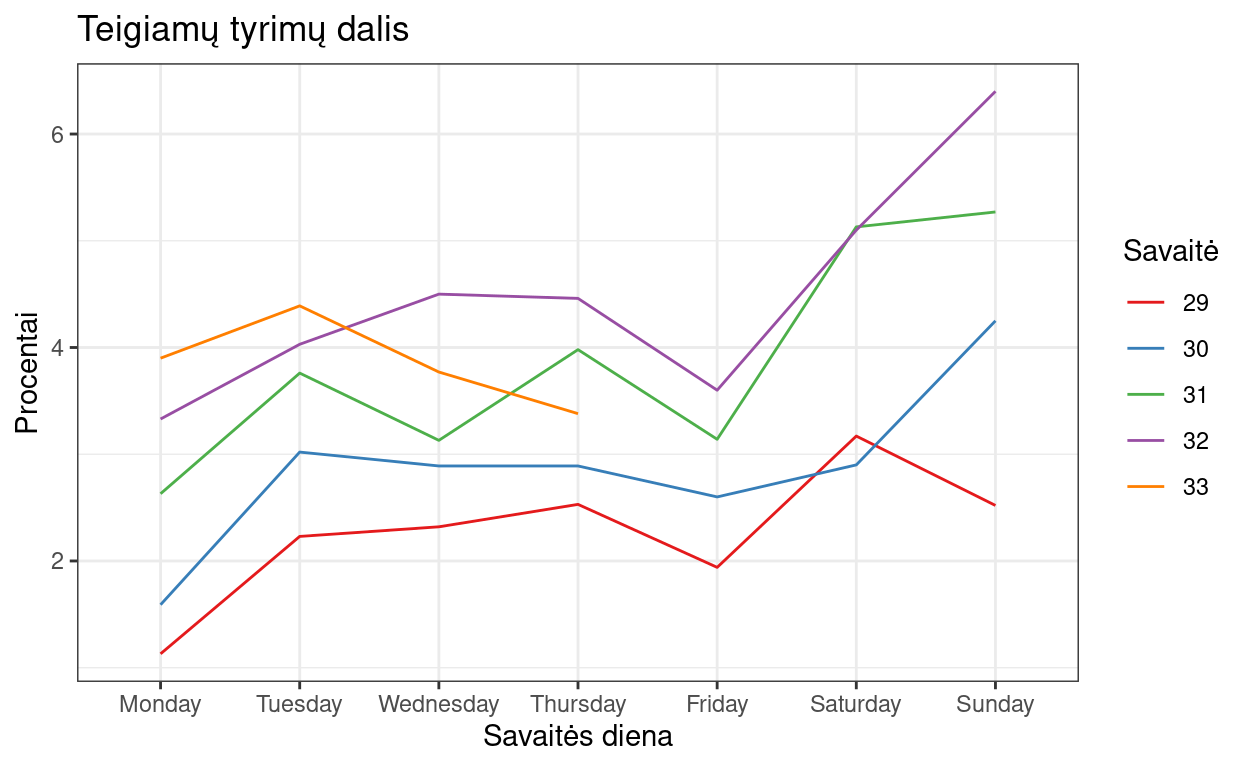 Teigiamų tyrimų dalis
Procentai
6
4
2
Monday Tuesday Wednesday Thursday Friday Saturday Sunday
Savaitės diena
Savaitė
29
30
31
32
33